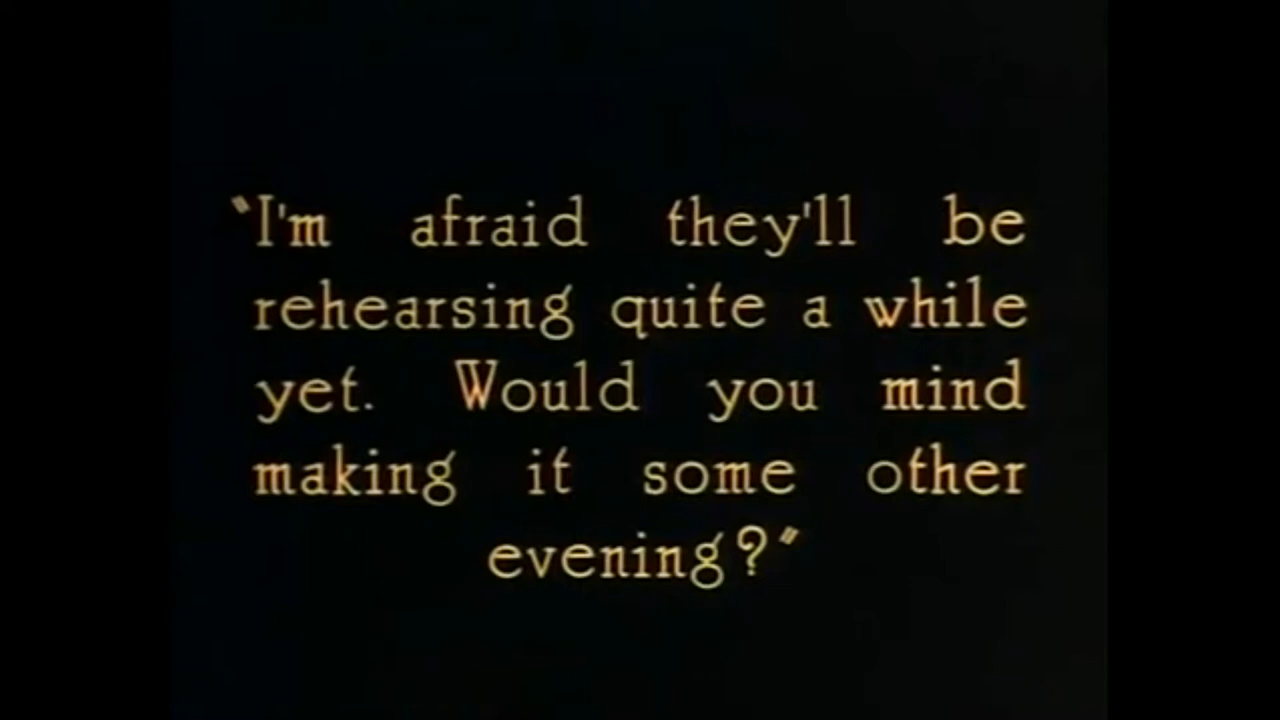 "I'm afraid they'll be
rehearsing quite a while
yet. Would you mind
making it some other
evening?"